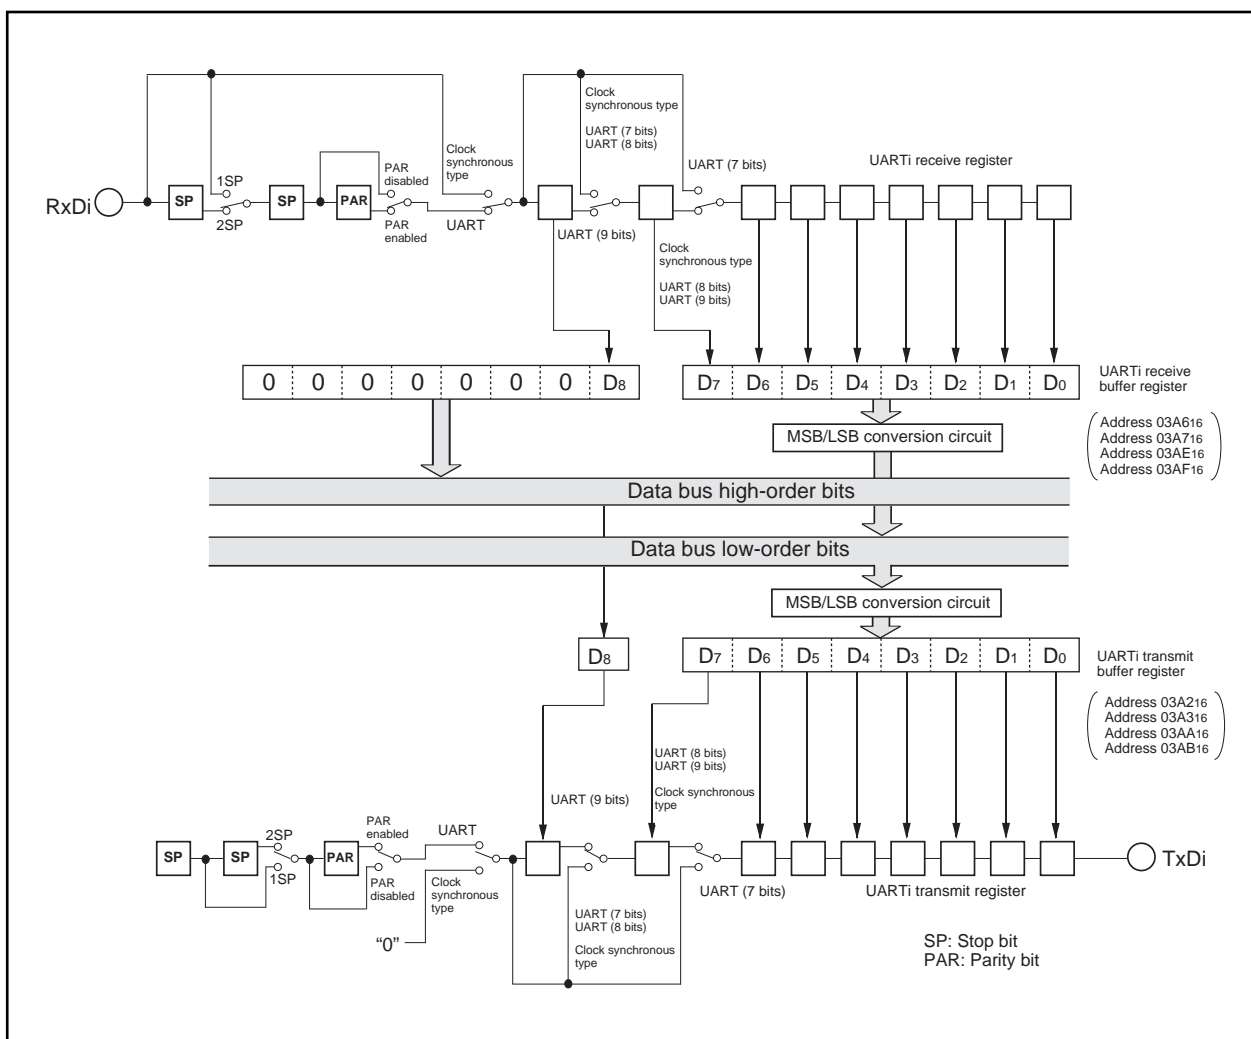 Clock
synchronous type
UART (7 bits)
UART (8 bits)
Clock
synchronous
type
UART (7 bits)
UARTi receive register
PAR
disabled
1SP
RxDi
SP
SP
PAR
2SP
PAR
enabled
UART
UART (9 bits)
Clock
synchronous type
UART (8 bits)
UART (9 bits)
0 0 0 0 0 0 0 D8
D7 D6 D5 D4 D3 D2 D1 D0
UARTi receive
buffer register
MSB/LSB conversion circuit
Address 03A616
Address 03A716
Address 03AE16
Address 03AF16
Data bus high-order bits
Data bus low-order bits
MSB/LSB conversion circuit
D8
D7 D6 D5 D4 D3 D2 D1 D0
UARTi transmit
buffer register
Address 03A216
Address 03A316
Address 03AA16
Address 03AB16
UART (8 bits)
UART (9 bits)
Clock synchronous
type
UART (9 bits)
PAR
enabled
2SP
UART
SP
SP
PAR
TxDi
1SP
PAR
disabled
Clock
synchronous
type
UART (7 bits)
UARTi transmit register
“0”
UART (7 bits)
UART (8 bits)
Clock synchronous
type
SP: Stop bit
PAR: Parity bit